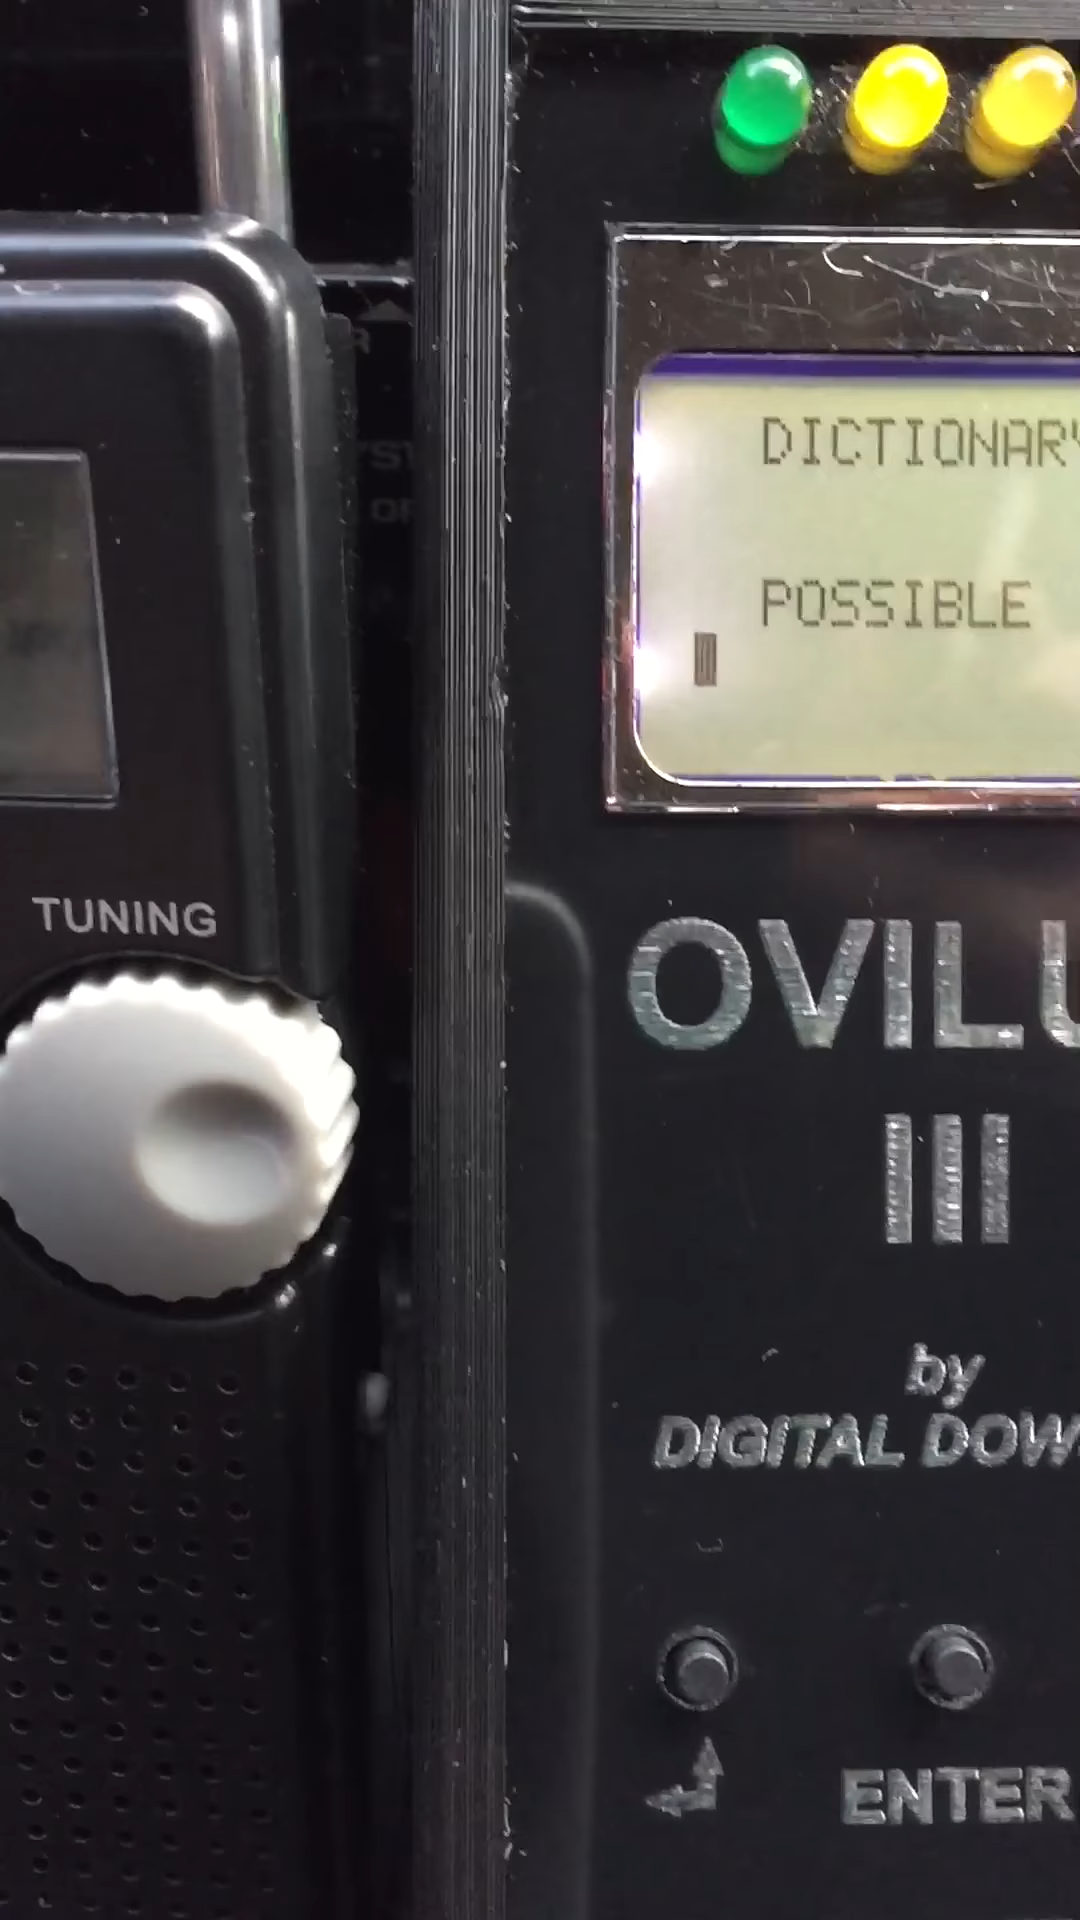 DICTIONARY
POSSIBLE
TUNING
OVILU
III
by
DIGITAL DOW
ENTER